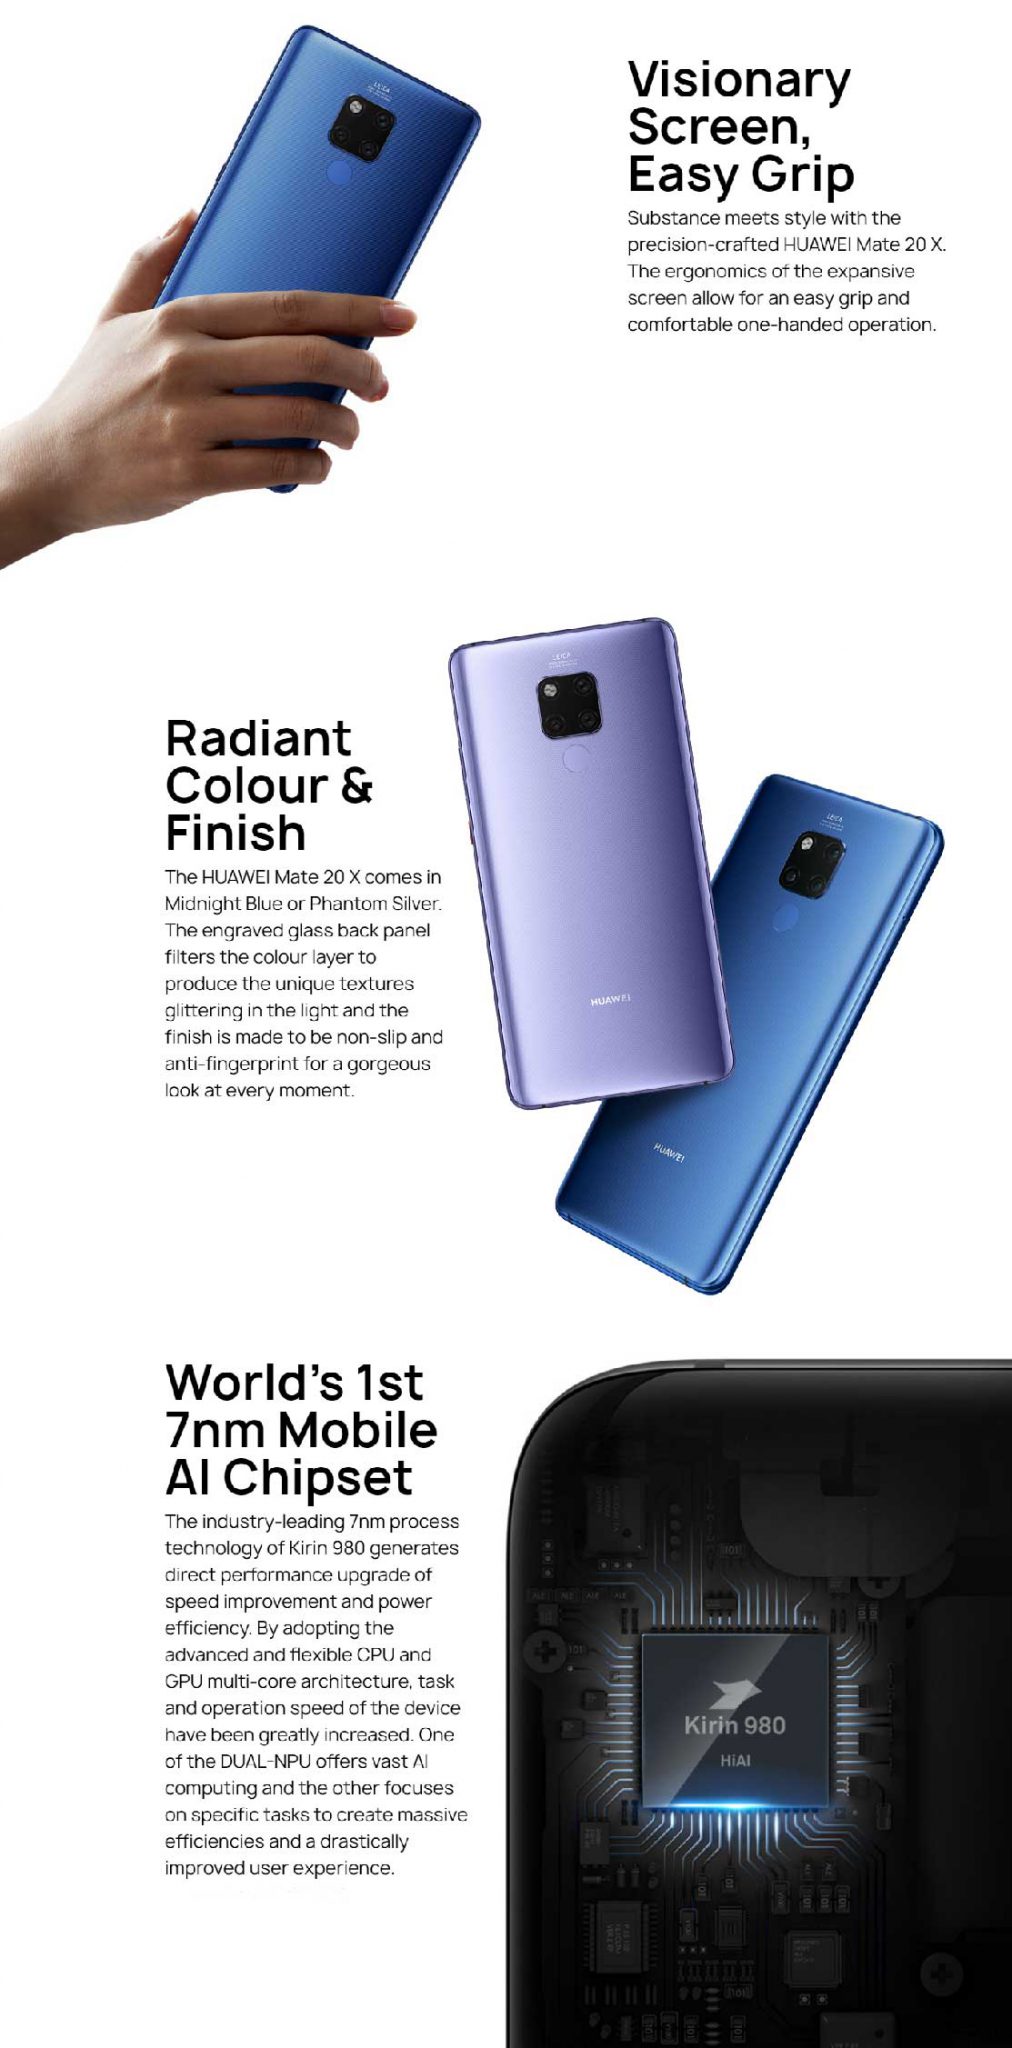 LEICA
Visionary
Screen,
Easy Grip
Substance meets style with the
precision-crafted HUAWEI Mate 20 X.
The ergonomics of the expansive
screen allow for an easy grip and
comfortable one-handed operation.
LEICA
LEICA
HUAWEI
HUAWEI
Radiant
Colour &
Finish
The HUAWEI Mate 20 X comes in
Midnight Blue or Phantom Silver.
The engraved glass back panel
filters the colour layer to
produce the unique textures
glittering in the light and the
finish is made to be non-slip and
anti-fingerprint for a gorgeous
look at every moment.
World's 1st
7nm Mobile
AI Chipset
The industry-leading 7nm process
technology of Kirin 980 generates
direct performance upgrade of
speed improvement and power
efficiency. By adopting the
advanced and flexible CPU and
GPU multi-core architecture, task
and operation speed of the device
have been greatly increased. One
of the DUAL-NPU offers vast AI
computing and the other focuses
on specific tasks to create massive
efficiencies and a drastically
improved user experience.
Kirin 980
HiAI